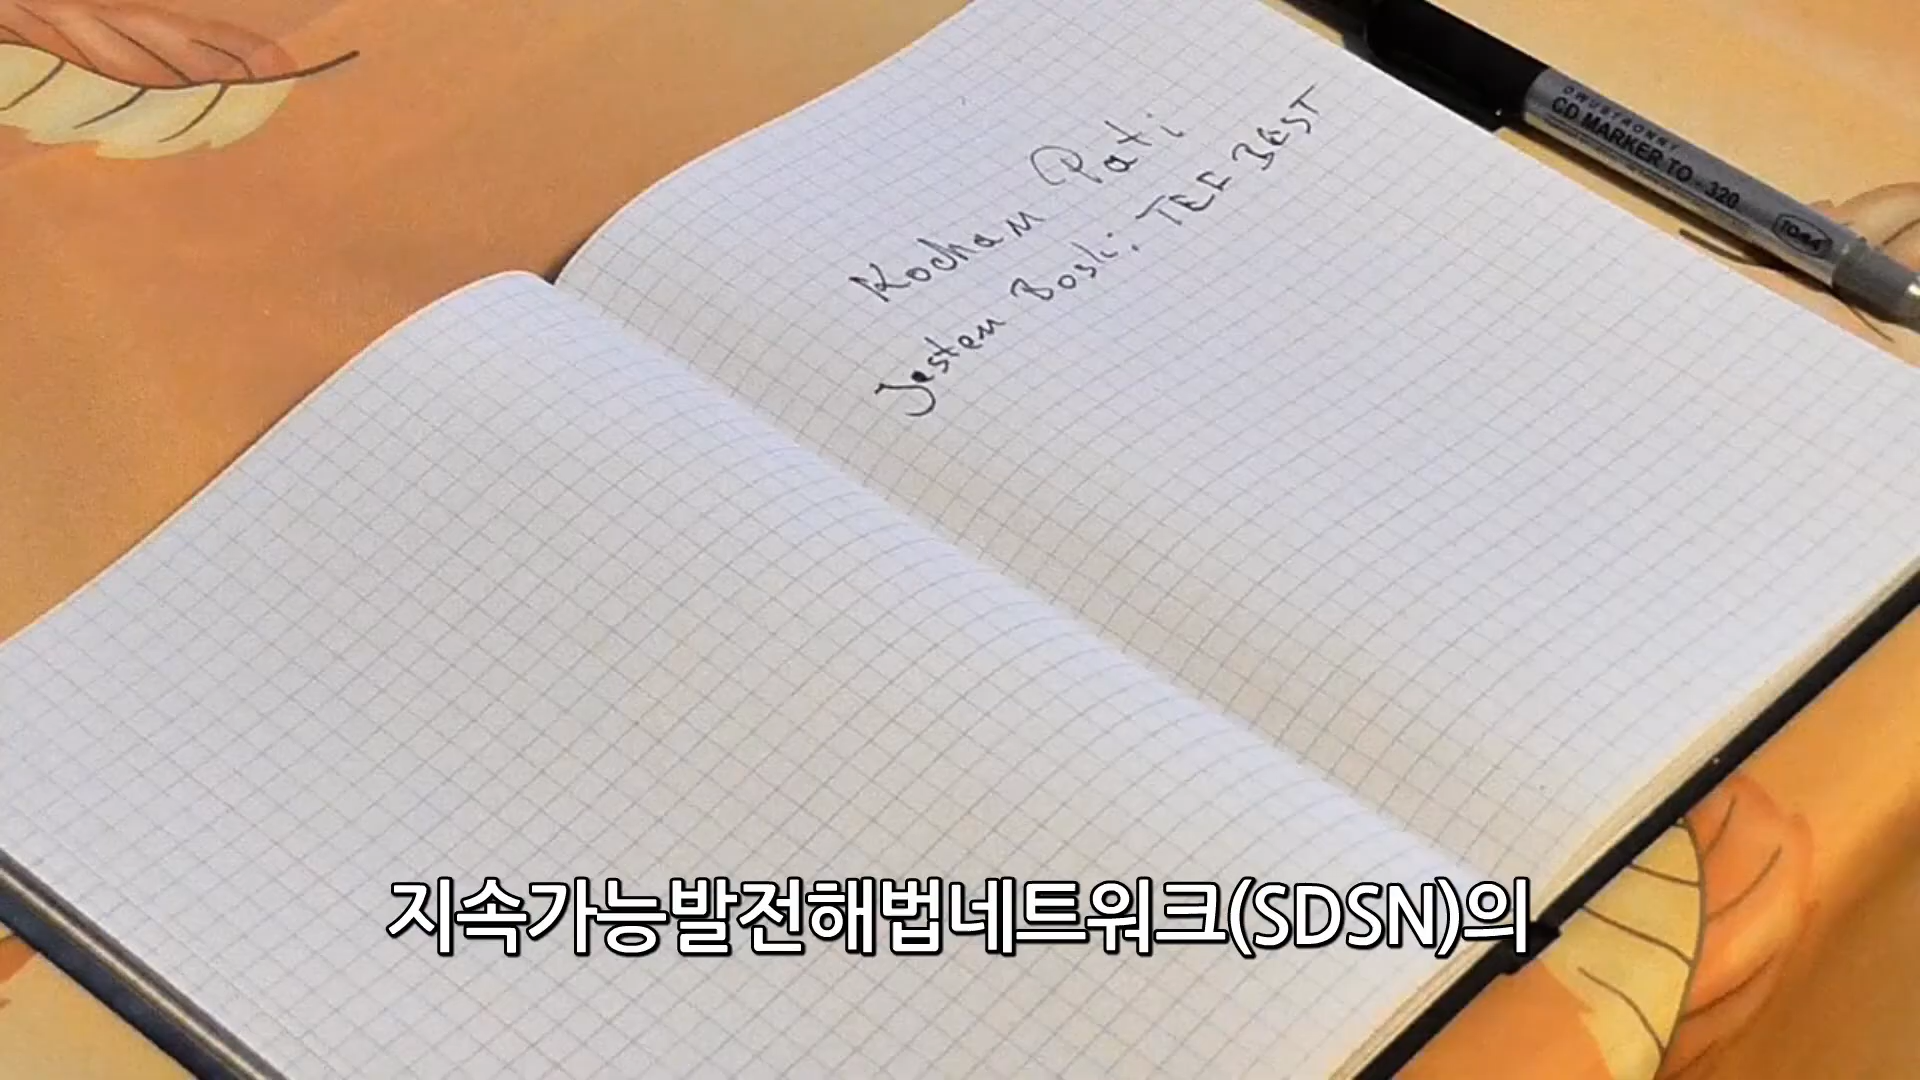 Kocham Pati
Jestem Boski, TEF BEST
DWUSTRONNY
CD MARKER TO - 320
TOMA
지속가능발전해법네트워크(SDSN)의